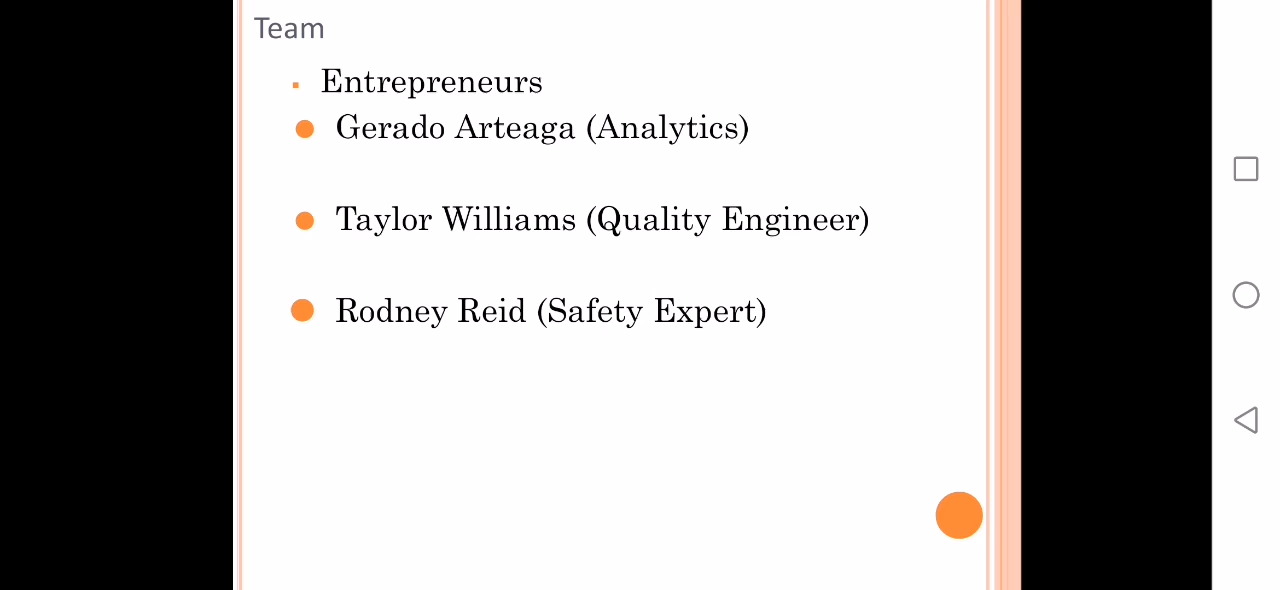 Team
Entrepreneurs
Gerado Arteaga (Analytics)
Taylor Williams (Quality Engineer)
Rodney Reid (Safety Expert)